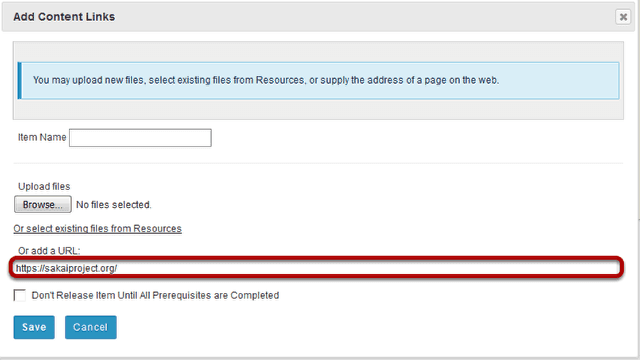 Add Content Links
You may upload new files, select existing files from Resources, or supply the address of a page on the web.
Item Name
Upload files
Browse... No files selected.
Or select existing files from Resources
Or add a URL:
https://sakaiproject.org/
Don't Release Item Until All Prerequisites are Completed
Save Cancel